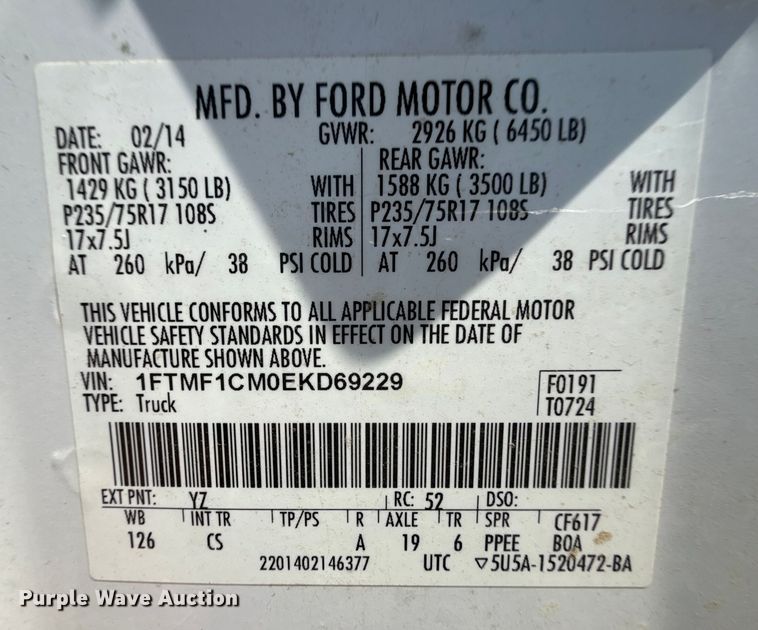 MFD. BY FORD MOTOR CO.
DATE: 02/14 GVWR: 2926 KG ( 6450 LB)
FRONT GAWR: REAR GAWR:
1429 KG ( 3150 LB) WITH 1588 KG ( 3500 LB) WITH
P235/75R17 108S TIRES P235/75R17 108S TIRES
17x7.5J RIMS 17x7.5J RIMS
AT 260 kPa/ 38 PSI COLD AT 260 kPa/ 38 PSI COLD
THIS VEHICLE CONFORMS TO ALL APPLICABLE FEDERAL MOTOR
VEHICLE SAFETY STANDARDS IN EFFECT ON THE DATE OF
MANUFACTURE SHOWN ABOVE.
VIN: 1FTMF1CM0EKD69229 F0191
TYPE: Truck T0724
EXT PNT: YZ RC: 52 DSO:
WB INT TR TP/PS R AXLE TR SPR CF617
126 CS A 19 6 PPEE BOA
2201402146377 UTC ▽5U5A-1520472-BA
Purple Wave Auction